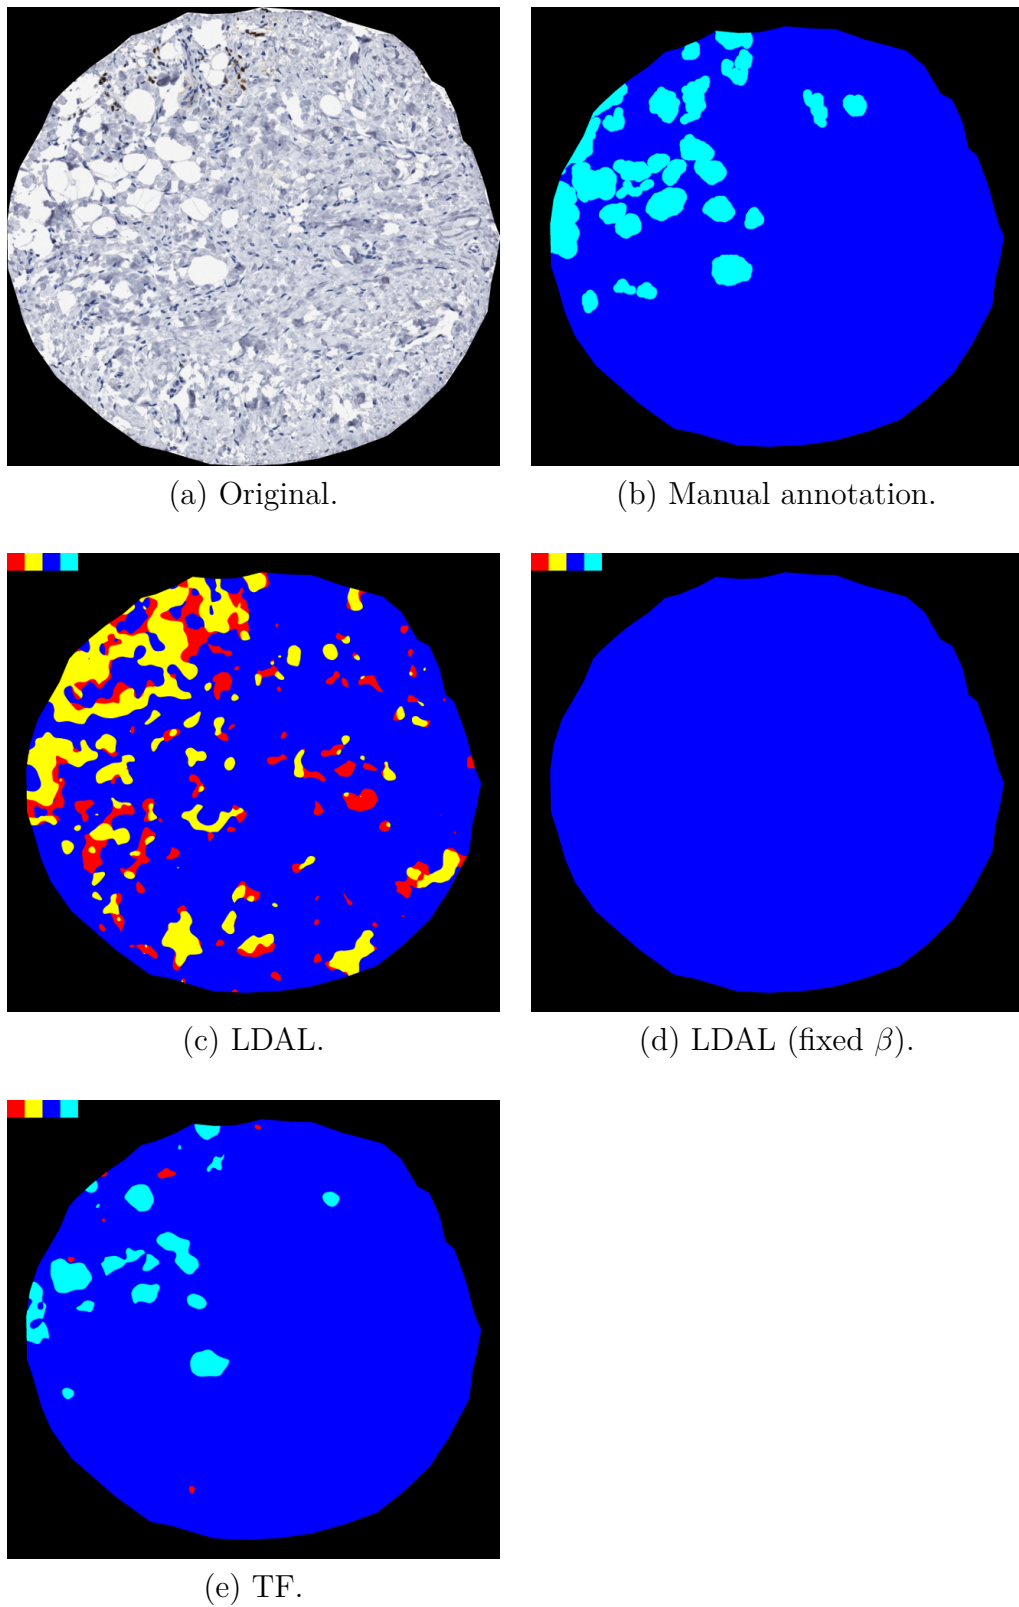 (a) Original.
(b) Manual annotation.
(c) LDAL.
(d) LDAL (fixed β).
(e) TF.